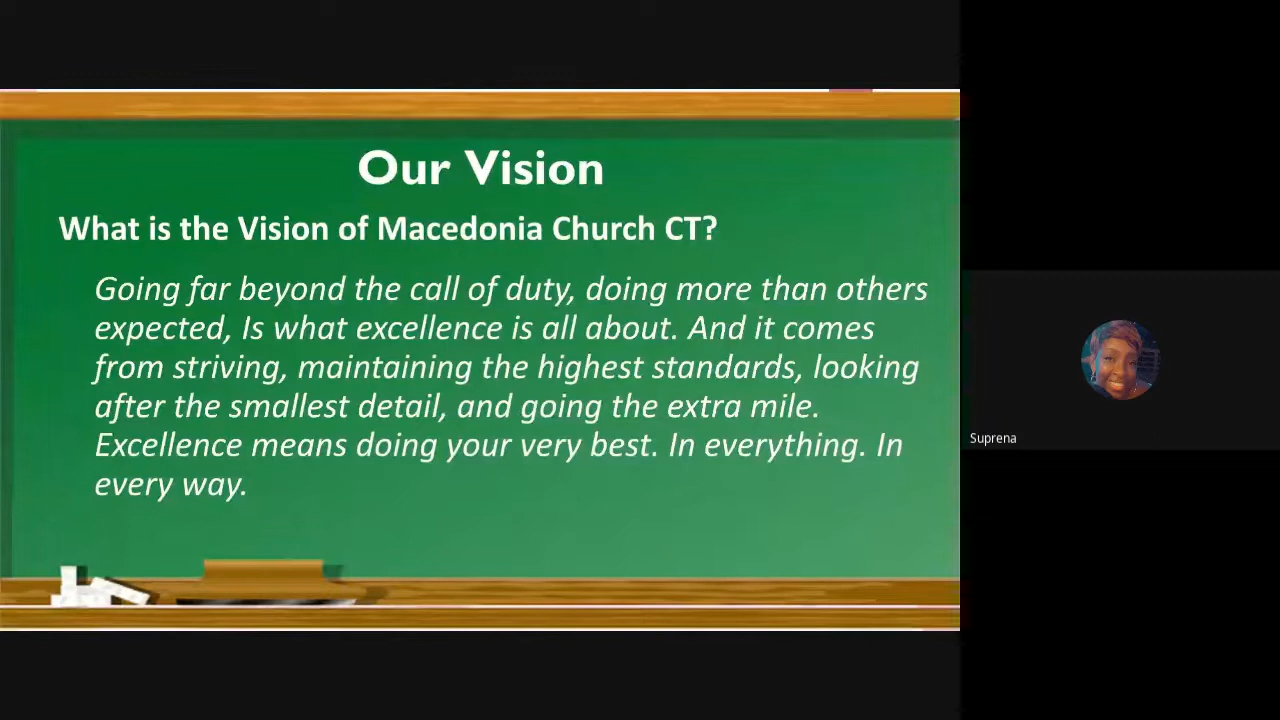 Our Vision
What is the Vision of Macedonia Church CT?
Going far beyond the call of duty, doing more than others
expected, Is what excellence is all about. And it comes
from striving, maintaining the highest standards, looking
after the smallest detail, and going the extra mile.
Excellence means doing your very best. In everything. In
every way.
Suprena